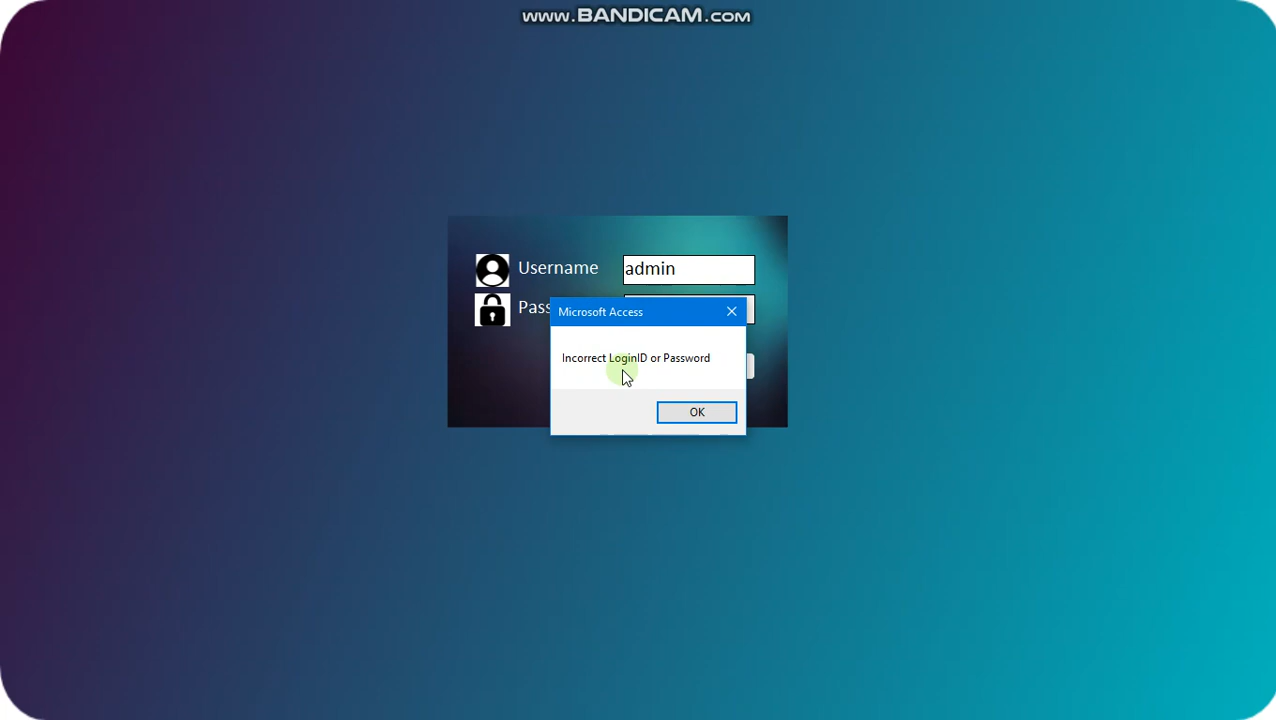 www.BANDICAM.com
Username
admin
Pass
Microsoft Access
Incorrect LoginID or Password
OK